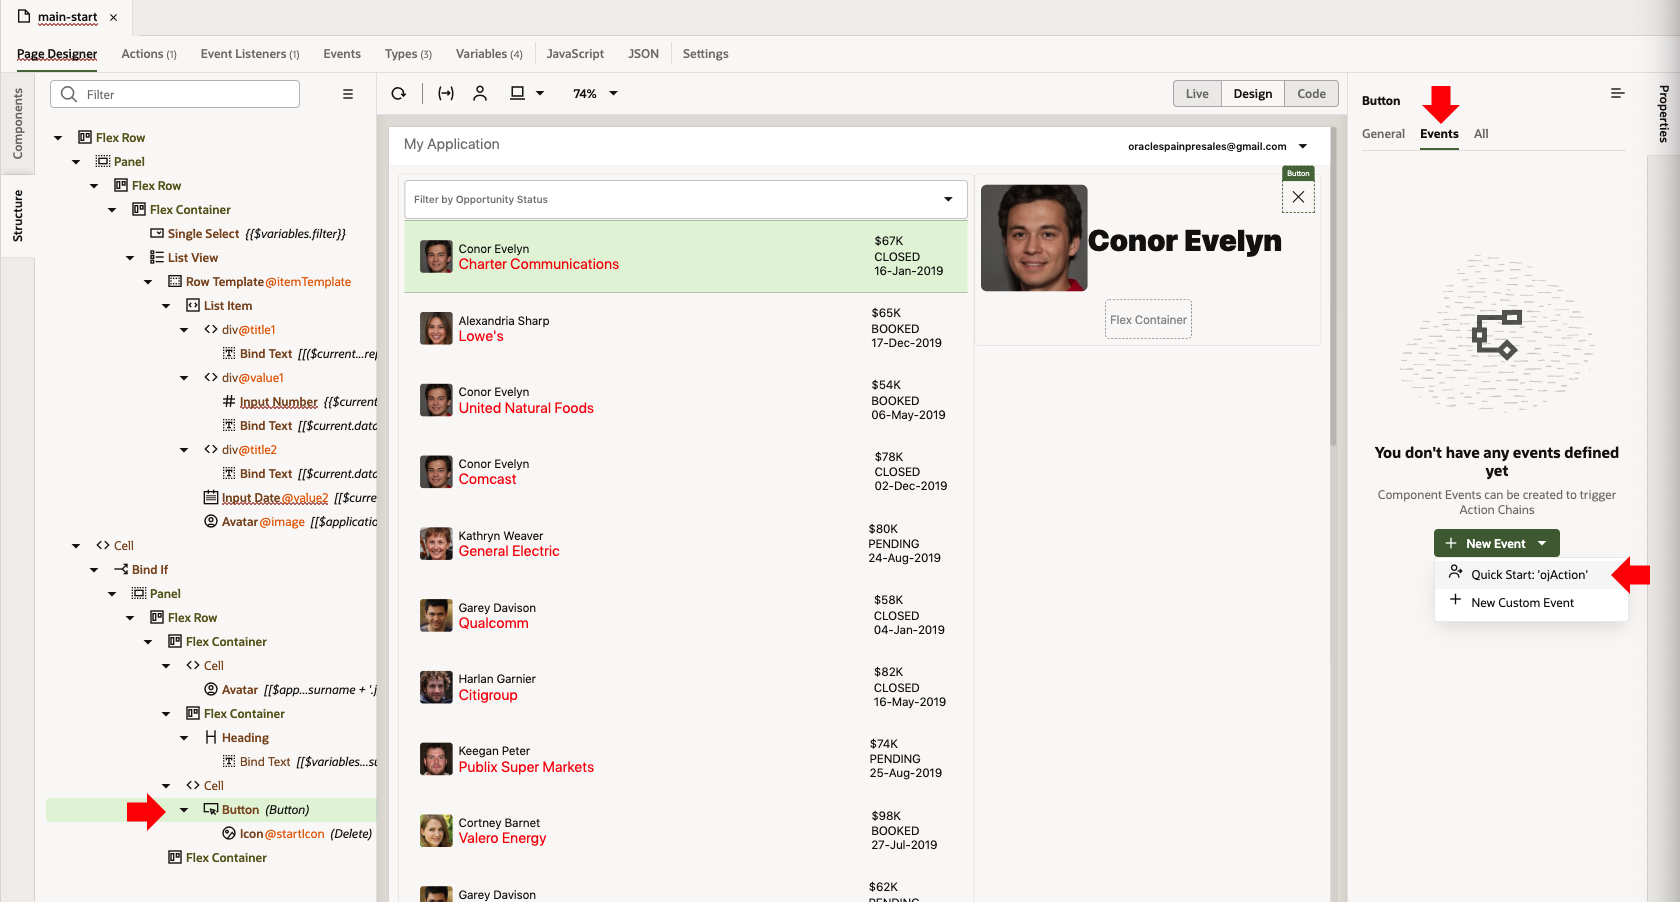 main-start
Page Designer
Actions (1)
Event Listeners (1)
Events
Types (3)
Variables (4)
JavaScript
JSON
Settings
Components
Structure
Filter
Flex Row
Panel
Flex Row
Flex Container
Single Select {{$variables.filter}}
List View
Row Template@itemTemplate
List Item
div@title1
Bind Text [[($current...re
div@value1
Input Number {{$current
Bind Text [[$current.data
div@title2
Bind Text [[$current.data
Input Date@value2 [[$curre
Avatar@image [[$applicatio
Cell
Bind If
Panel
Flex Row
Flex Container
Cell
Avatar [[$app...surname + '.j
Flex Container
Heading
Bind Text [[$variables...su
Cell
Button (Button)
Icon@startIcon (Delete)
Flex Container
74%
Live
Design
Code
My Application
oraclespainpresales@gmail.com
Filter by Opportunity Status
Conor Evelyn
Charter Communications
$67K
CLOSED
16-Jan-2019
Alexandria Sharp
Lowe's
$65K
BOOKED
17-Dec-2019
Conor Evelyn
United Natural Foods
$54K
BOOKED
06-May-2019
Conor Evelyn
Comcast
$78K
CLOSED
02-Dec-2019
Kathryn Weaver
General Electric
$80K
PENDING
24-Aug-2019
Garey Davison
Qualcomm
$58K
CLOSED
04-Jan-2019
Harlan Garnier
Citigroup
$82K
CLOSED
16-May-2019
Keegan Peter
Publix Super Markets
$74K
PENDING
25-Aug-2019
Cortney Barnet
Valero Energy
$98K
BOOKED
27-Jul-2019
Garey Davison
$62K
PENDING
Button
Conor Evelyn
Flex Container
Button
General
Events
All
Properties
You don't have any events defined
yet
Component Events can be created to trigger
Action Chains
New Event
Quick Start: 'ojAction'
New Custom Event